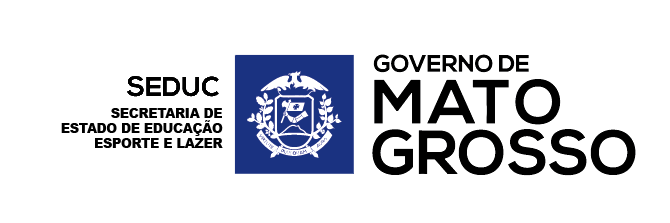 SEDUC
SECRETARIA DE
ESTADO DE EDUCAÇÃO
ESPORTE E LAZER
GOVERNO DE
MATO
GROSSO